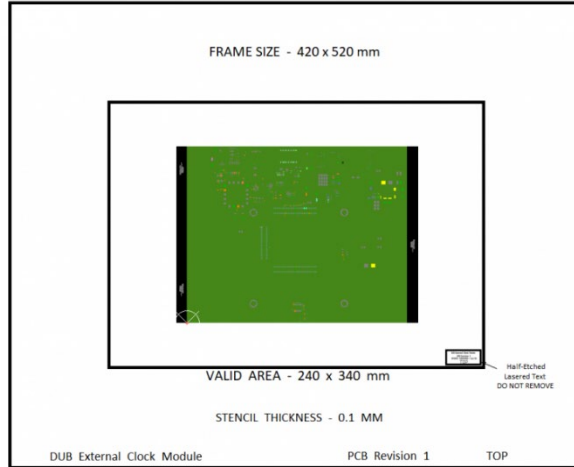 FRAME SIZE - 420 x 520 mm
VALID AREA - 240 x 340 mm
Half-Etched
Lasered Text
DO NOT REMOVE
STENCIL THICKNESS - 0.1 MM
DUB External Clock Module PCB Revision 1 TOP